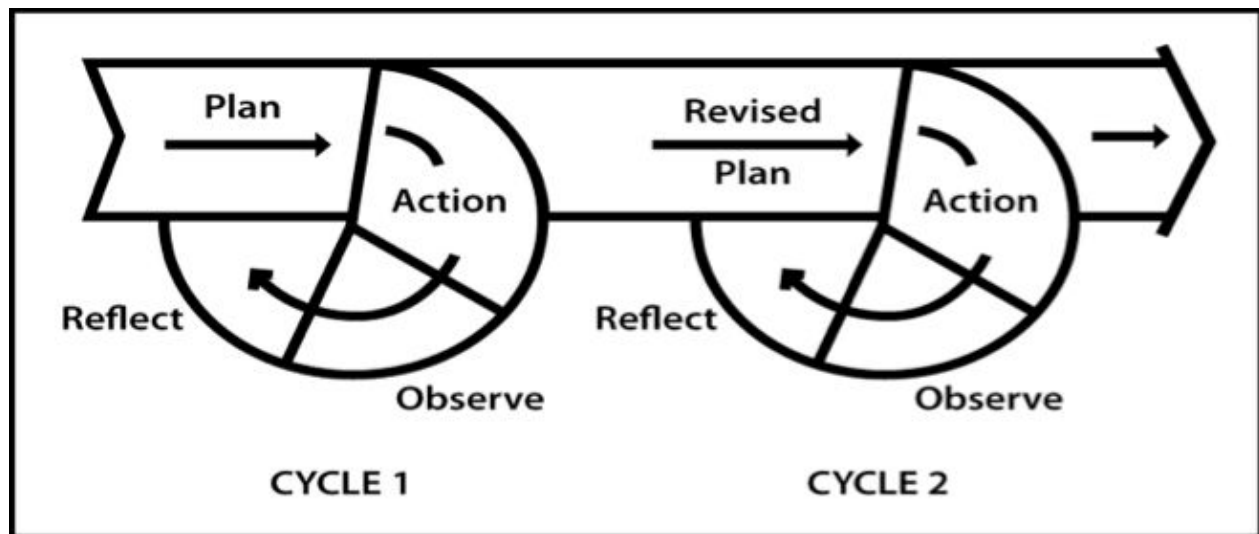 Plan
Action
Observe
Reflect
CYCLE 1
Revised
Plan
Action
Observe
Reflect
CYCLE 2